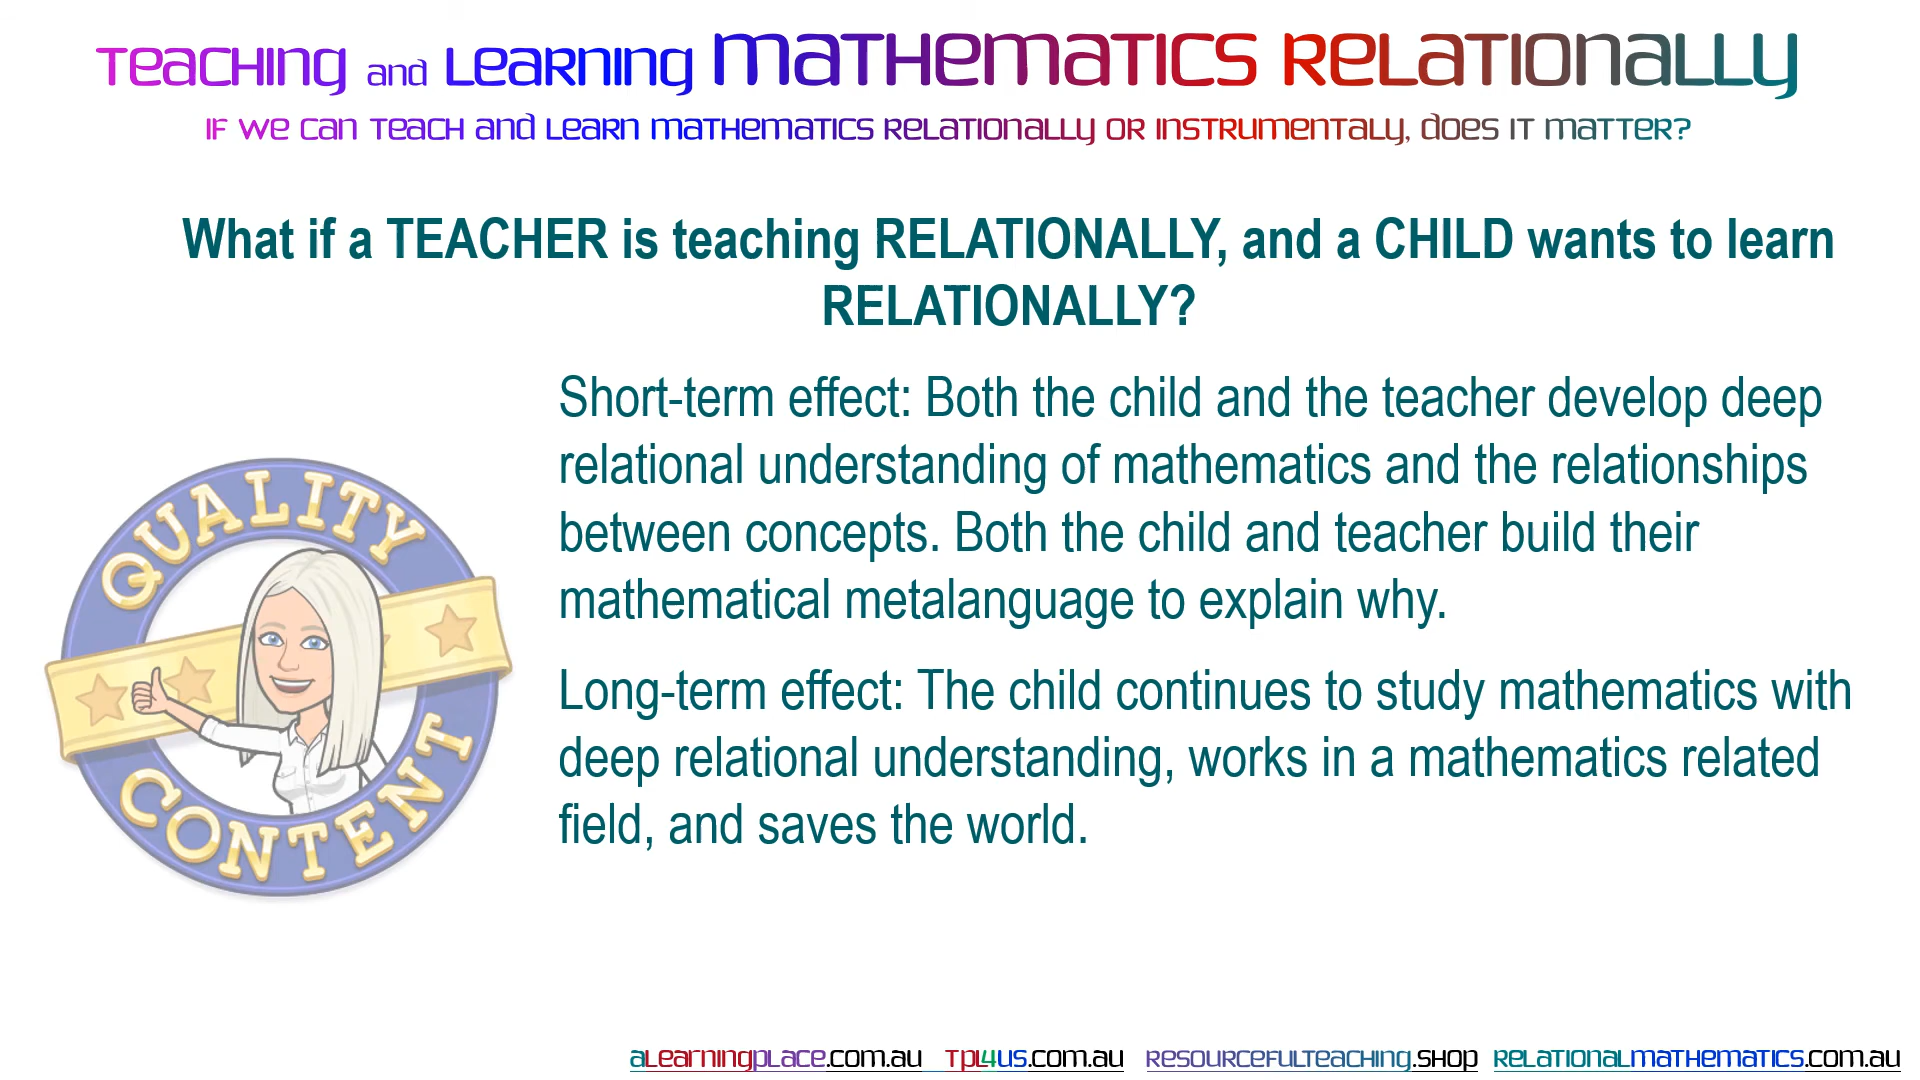 Teaching and Learning Mathematics Relationally
If we can teach and learn mathematics relationally or instrumentaly, does it matter?
What if a TEACHER is teaching RELATIONALLY, and a CHILD wants to learn
RELATIONALLY?
Short-term effect: Both the child and the teacher develop deep
relational understanding of mathematics and the relationships
between concepts. Both the child and teacher build their
mathematical metalanguage to explain why.
Long-term effect: The child continues to study mathematics with
deep relational understanding, works in a mathematics related
field, and saves the world.
QUALITY
CONTENT
aLearningplace.com.au TPL4US.com.au Resourcefulteaching.shop Relationalmathematics.com.au